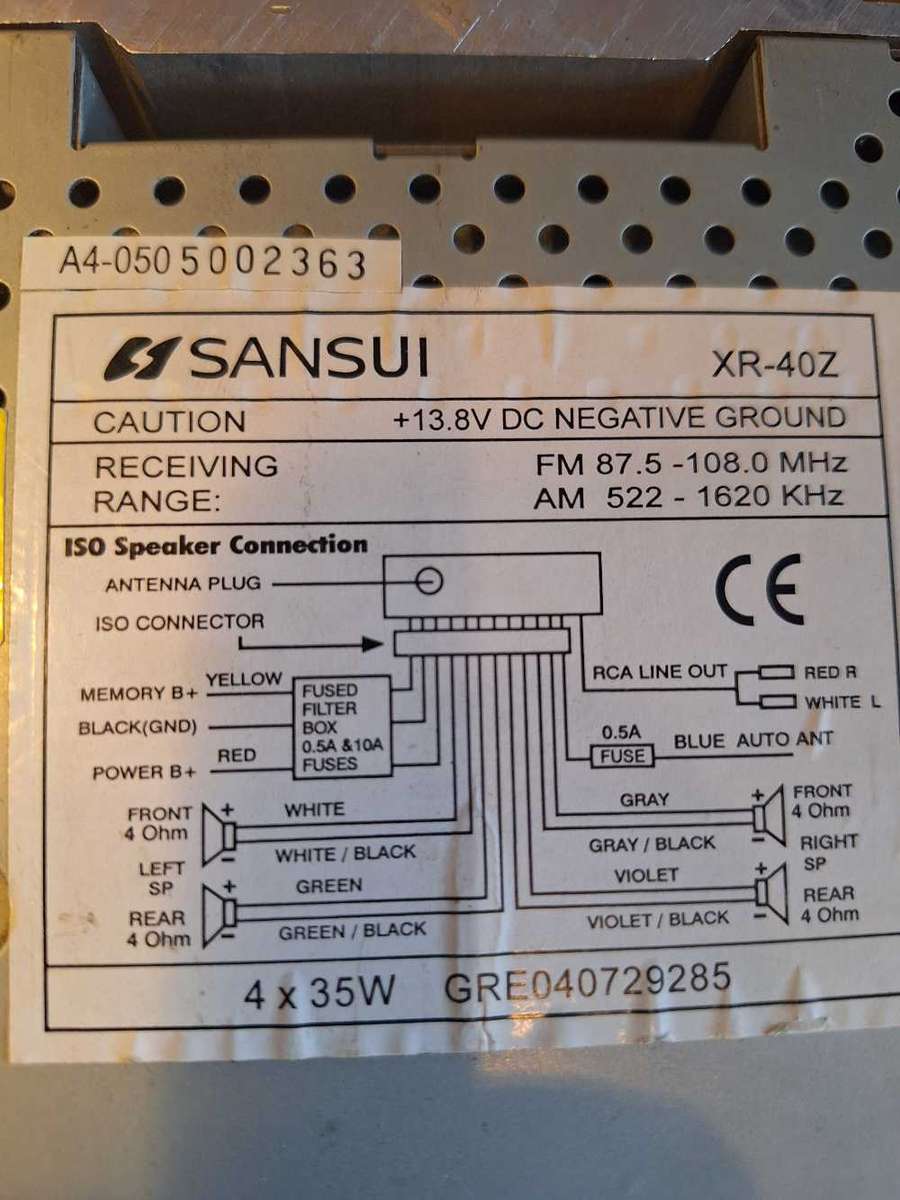 A4-0505002363
SANSUI XR-40Z
CAUTION +13.8V DC NEGATIVE GROUND
RECEIVING RANGE:
FM 87.5 -108.0 MHz
AM 522 - 1620 KHz
ISO Speaker Connection
ANTENNA PLUG
ISO CONNECTOR
MEMORY B+ YELLOW
BLACK(GND)
POWER B+ RED
FUSED
FILTER
BOX
0.5A &10A
FUSES
RCA LINE OUT
RED R
WHITE L
0.5A
FUSE
BLUE AUTO ANT
FRONT
4 Ohm
+
-
WHITE
WHITE / BLACK
LEFT
SP
REAR
4 Ohm
+
-
GREEN
GREEN / BLACK
GRAY
GRAY / BLACK
+
-
FRONT
4 Ohm
RIGHT
SP
VIOLET
VIOLET / BLACK
+
-
REAR
4 Ohm
CE
4 x 35W GRE040729285